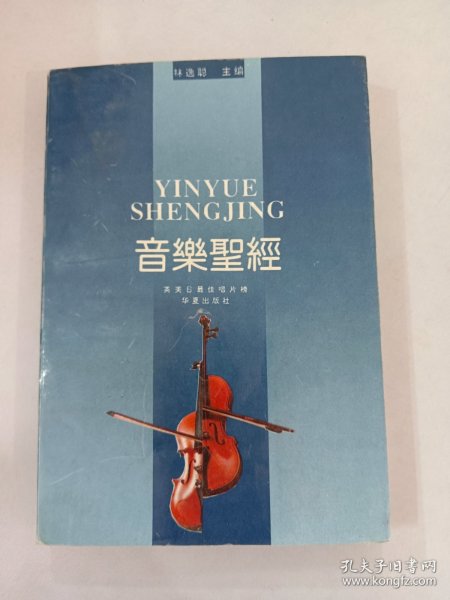 林逸聪 主编
YINYUE
SHENGJING
音樂聖經
英美日最佳唱片榜
华夏出版社
孔夫子旧书网
www.kongfz.com